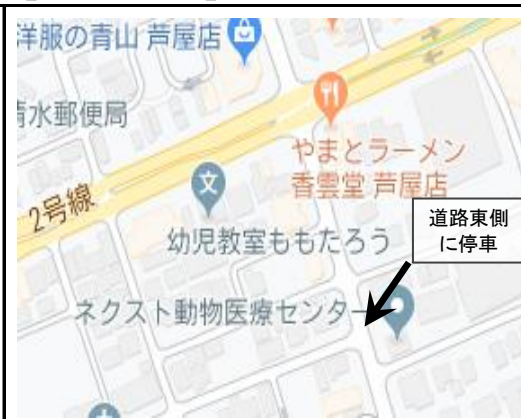 洋服の青山 芦屋店
清水郵便局
やまとラーメン
香雲堂 芦屋店
2号線
道路東側
に停車
幼児教室ももたろう
ネクスト動物医療センター